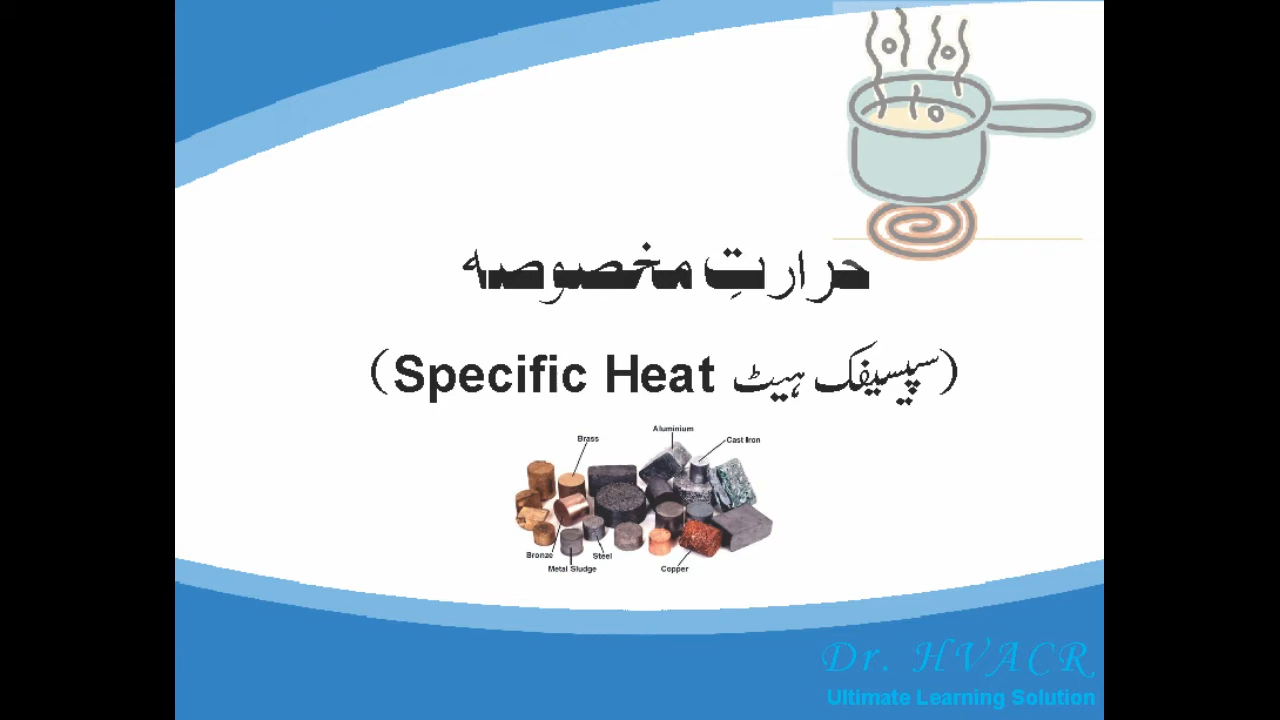 حرارتِ مخصوصہ
(سپیسیفک ہیٹ Specific Heat)
Aluminium
Brass
Cast Iron
Bronze
Steel
Metal Sludge
Copper
Dr. HVACR
Ultimate Learning Solution